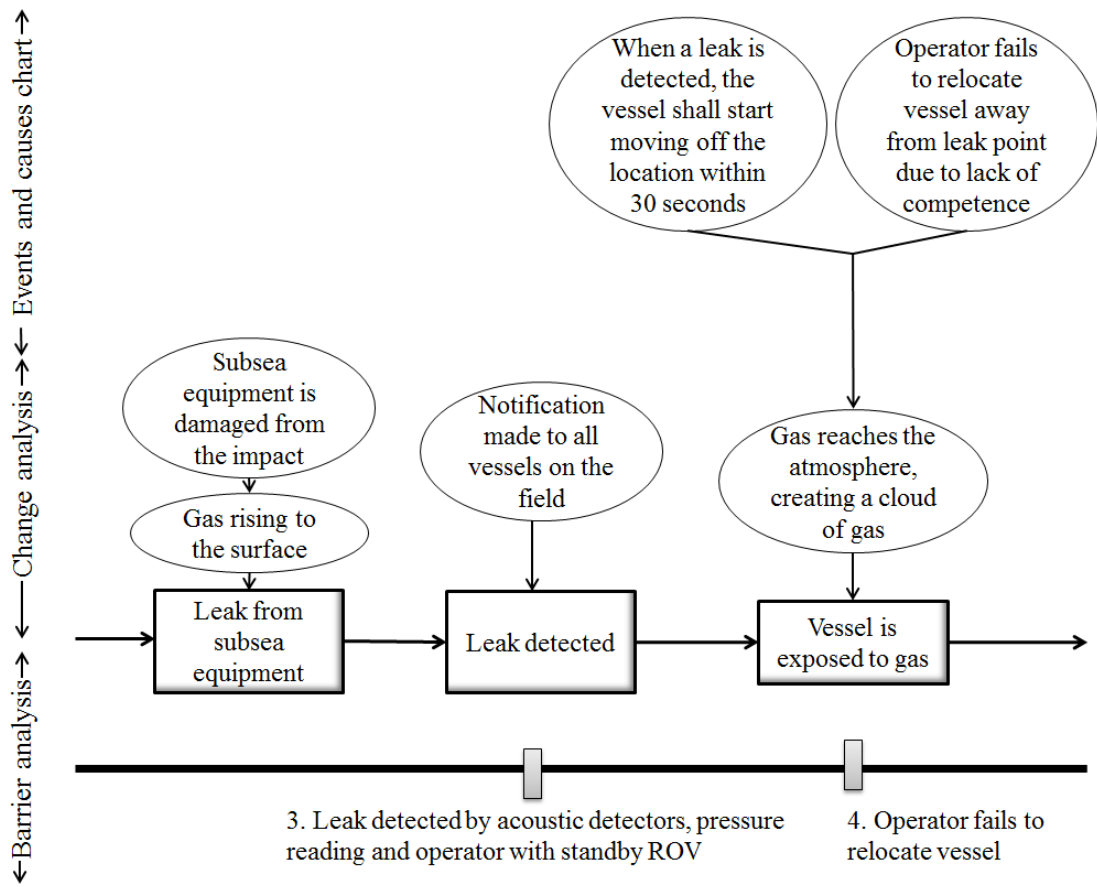 Events and causes chart
Change analysis
Barrier analysis
When a leak is
detected, the
vessel shall start
moving off the
location within
30 seconds
Operator fails
to relocate
vessel away
from leak point
due to lack of
competence
Subsea
equipment is
damaged from
the impact
Gas rising to
the surface
Notification
made to all
vessels on the
field
Gas reaches the
atmosphere,
creating a cloud
of gas
Leak from
subsea
equipment
Leak detected
Vessel is
exposed to gas
3. Leak detected by acoustic detectors, pressure
reading and operator with standby ROV
4. Operator fails to
relocate vessel